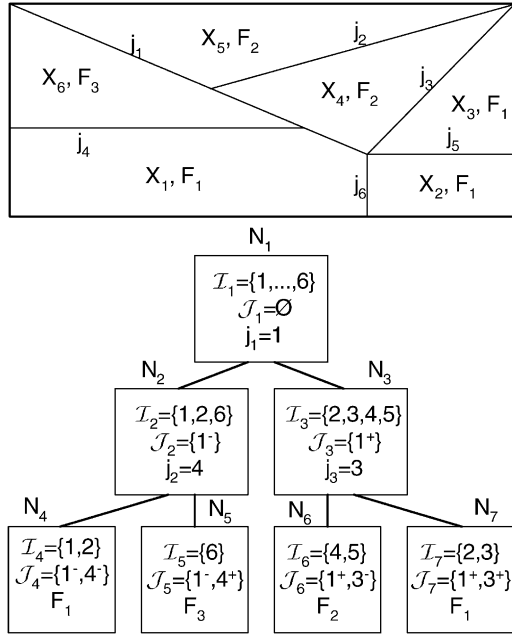 j₁
X₅, F₂
j₂
X₆, F₃
X₄, F₂
j₃
X₃, F₁
j₄
j₅
X₁, F₁
j₆
X₂, F₁
N₁
ℐ₁={1,...,6}
𝒥₁=Ø
j₁=1
N₂
N₃
ℐ₂={1,2,6}
𝒥₂={1⁻}
j₂=4
ℐ₃={2,3,4,5}
𝒥₃={1⁺}
j₃=3
N₄
N₅
N₆
N₇
ℐ₄={1,2}
𝒥₄={1⁻,4⁻}
F₁
ℐ₅={6}
𝒥₅={1⁻,4⁺}
F₃
ℐ₆={4,5}
𝒥₆={1⁺,3⁻}
F₂
ℐ₇={2,3}
𝒥₇={1⁺,3⁺}
F₁